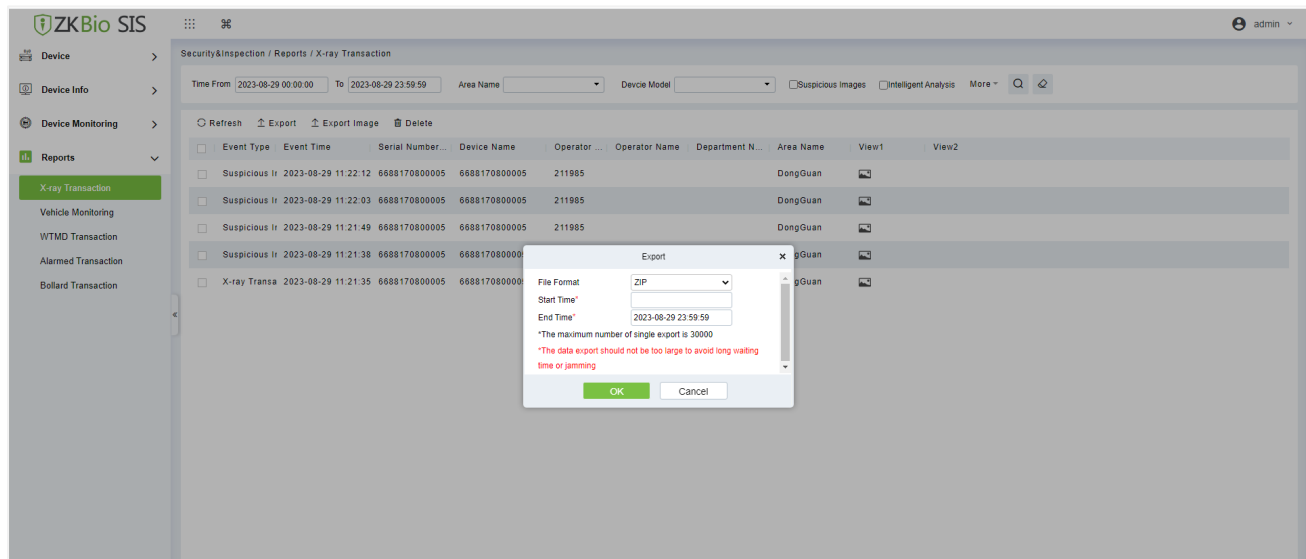 ZKBio SIS
admin
Device
Device Info
Device Monitoring
Reports
X-ray Transaction
Vehicle Monitoring
WTMD Transaction
Alarmed Transaction
Bollard Transaction
Security&Inspection / Reports / X-ray Transaction
Time From 2023-08-29 00:00:00 To 2023-08-29 23:59:59 Area Name Devcie Model Suspicious Images Intelligent Analysis More
Refresh Export Export Image Delete
Event Type Event Time Serial Number... Device Name Operator ... Operator Name Department N... Area Name View1 View2
Suspicious Ir 2023-08-29 11:22:12 6688170800005 6688170800005 211985 DongGuan
Suspicious Ir 2023-08-29 11:22:03 6688170800005 6688170800005 211985 DongGuan
Suspicious Ir 2023-08-29 11:21:49 6688170800005 6688170800005 211985 DongGuan
Suspicious Ir 2023-08-29 11:21:38 6688170800005 668817080000 gGuan
X-ray Transa 2023-08-29 11:21:35 6688170800005 668817080000 gGuan
Export
File Format ZIP
Start Time*
End Time* 2023-08-29 23:59:59
*The maximum number of single export is 30000
*The data export should not be too large to avoid long waiting
time or jamming
OK Cancel